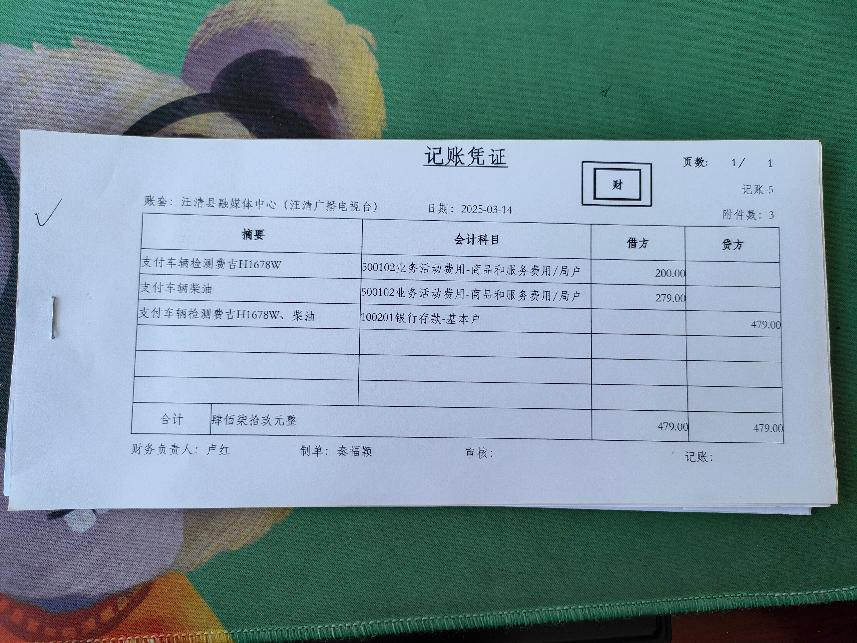 记账凭证
页数: 1/ 1
财
记账 5
账套: 汪清县融媒体中心（汪清广播电视台） 日期: 2025-03-14
附件数: 3
摘要 会计科目 借方 贷方
支付车辆检测费吉H1678W 500102业务活动费用-商品和服务费用/局户 200.00
支付车辆柴油 500102业务活动费用-商品和服务费用/局户 279.00
支付车辆检测费吉H1678W、柴油 100201银行存款-基本户 479.00
合计 肆佰柒拾玖元整 479.00 479.00
财务负责人: 卢红 制单: 秦福颖 审核: 记账: